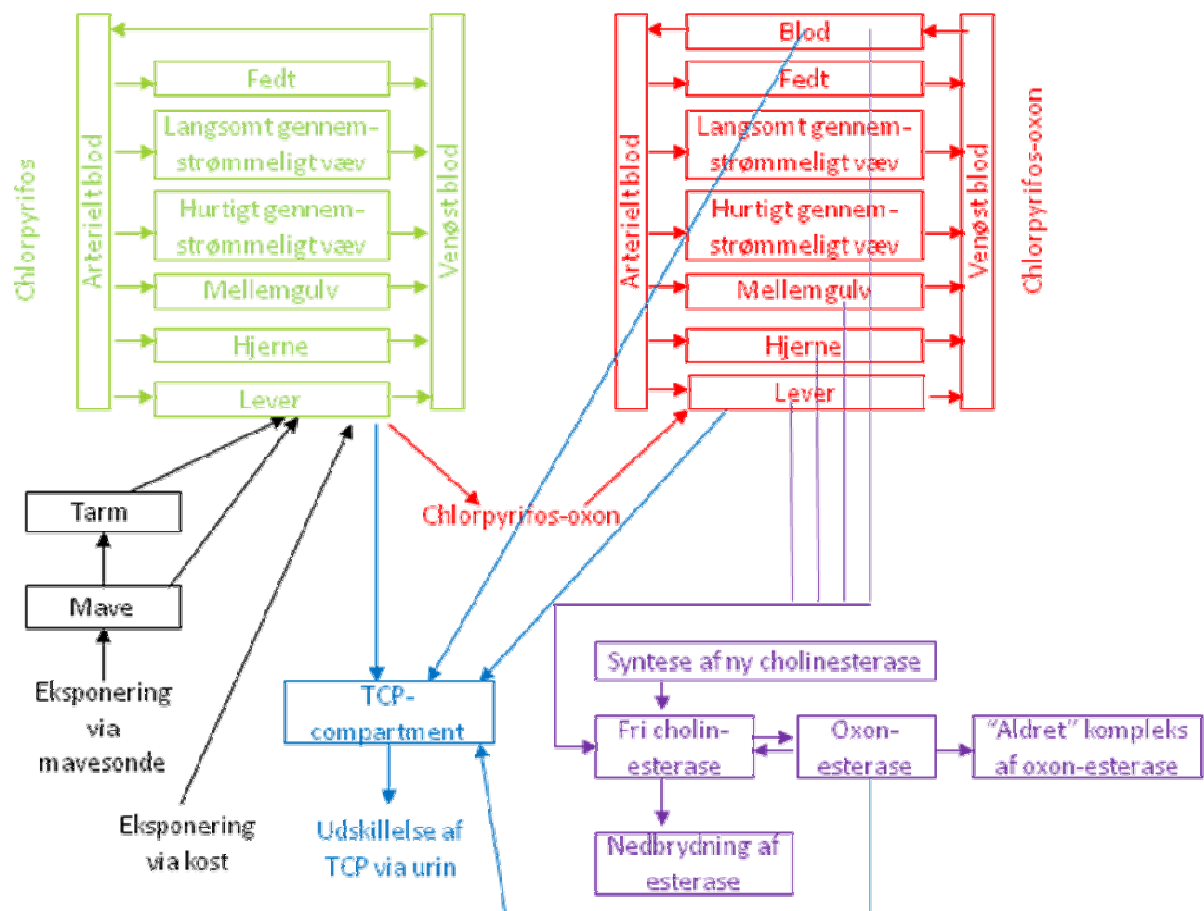 Chlorpyrifos
Arterielt blod
Fedt
Langsomt gennem-
strømmeligt væv
Hurtigt gennem-
strømmeligt væv
Mellemgulv
Hjerne
Lever
Venøst blod
Arterielt blod
Blod
Fedt
Langsomt gennem-
strømmeligt væv
Hurtigt gennem-
strømmeligt væv
Mellemgulv
Hjerne
Lever
Venøst blod
Chlorpyrifos-oxon
Tarm
Mave
Eksponering
via
mavesonde
Eksponering
via kost
Chlorpyrifos-oxon
TCP-
compartment
Udskillelse af
TCP via urin
Syntese af ny cholinesterase
Fri cholin-
esterase
Oxon-
esterase
"Aldret" kompleks
af oxon-esterase
Nedbrydning af
esterase